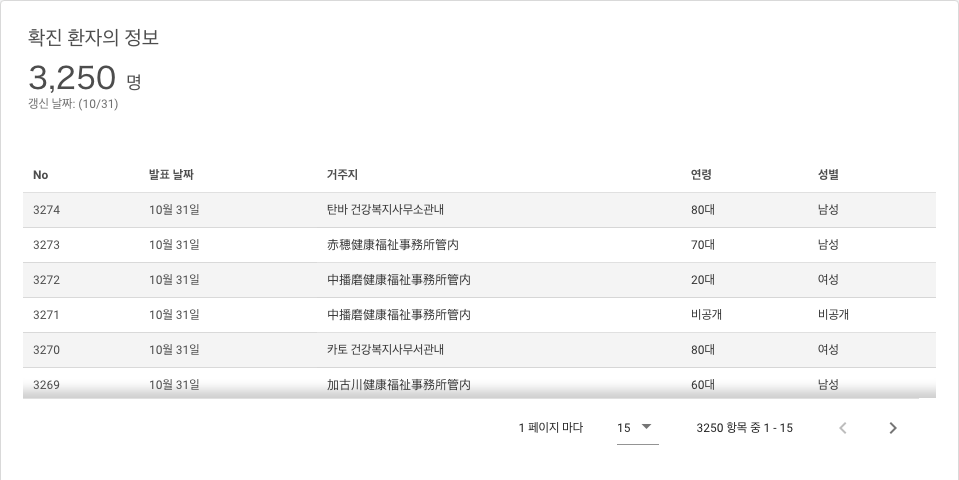 확진 환자의 정보
3,250 명
갱신 날짜: (10/31)
No 발표 날짜 거주지 연령 성별
3274 10월 31일 탄바 건강복지사무소관내 80대 남성
3273 10월 31일 赤穂健康福祉事務所管内 70대 남성
3272 10월 31일 中播磨健康福祉事務所管内 20대 여성
3271 10월 31일 中播磨健康福祉事務所管内 비공개 비공개
3270 10월 31일 카토 건강복지사무서관내 80대 여성
3269 10월 31일 加古川健康福祉事務所管内 60대 남성
1 페이지 마다 15 3250 항목 중 1 - 15